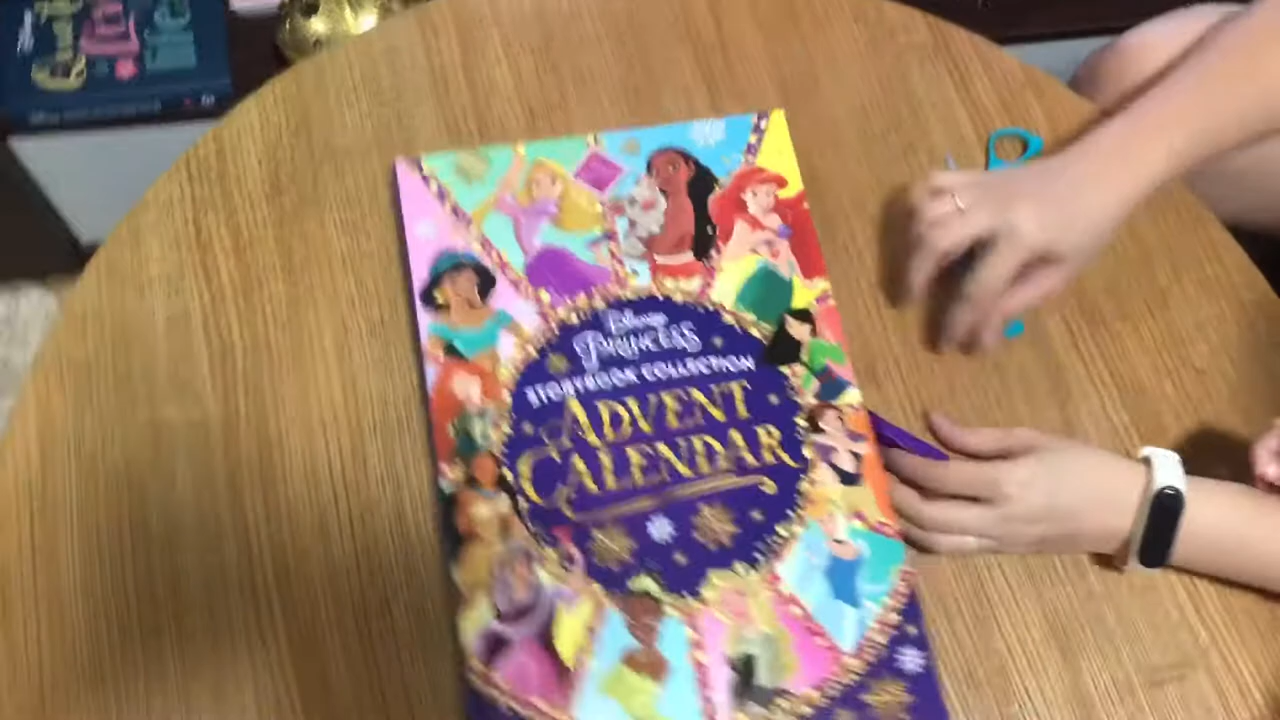 Disney
PRINCESS
STORYBOOK COLLECTION
ADVENT
CALENDAR